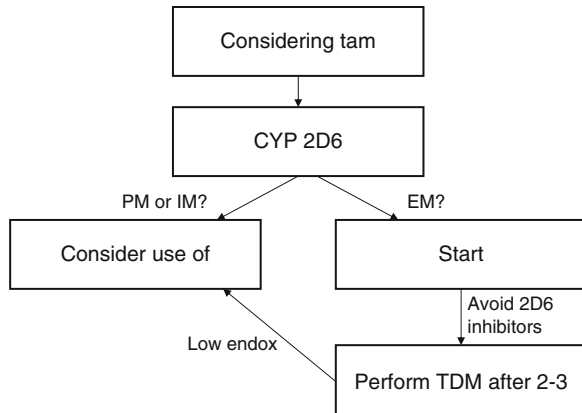 Considering tam
CYP 2D6
PM or IM?
EM?
Consider use of
Start
Avoid 2D6
inhibitors
Low endox
Perform TDM after 2-3